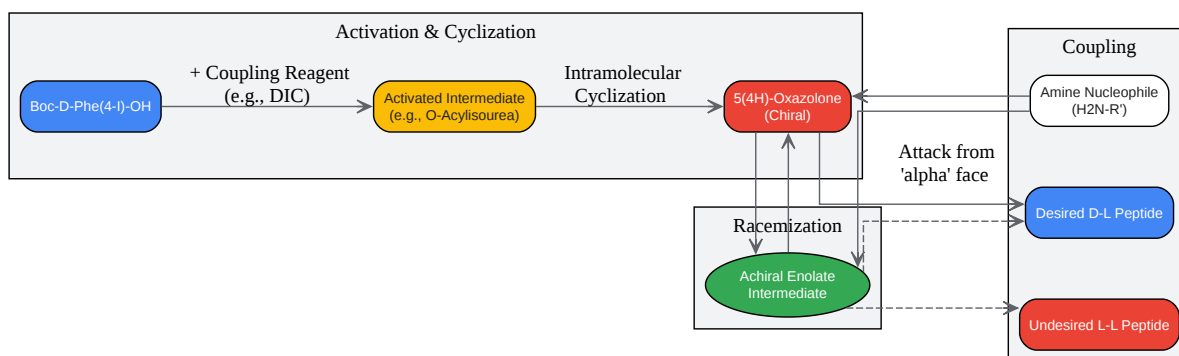 Activation & Cyclization
Boc-D-Phe(4-I)-OH
+ Coupling Reagent
(e.g., DIC)
Activated Intermediate
(e.g., O-Acylisourea)
Intramolecular
Cyclization
5(4H)-Oxazolone
(Chiral)
Coupling
Amine Nucleophile
(H2N-R')
Attack from
'alpha' face
Desired D-L Peptide
Racemization
Achiral Enolate
Intermediate
Undesired L-L Peptide